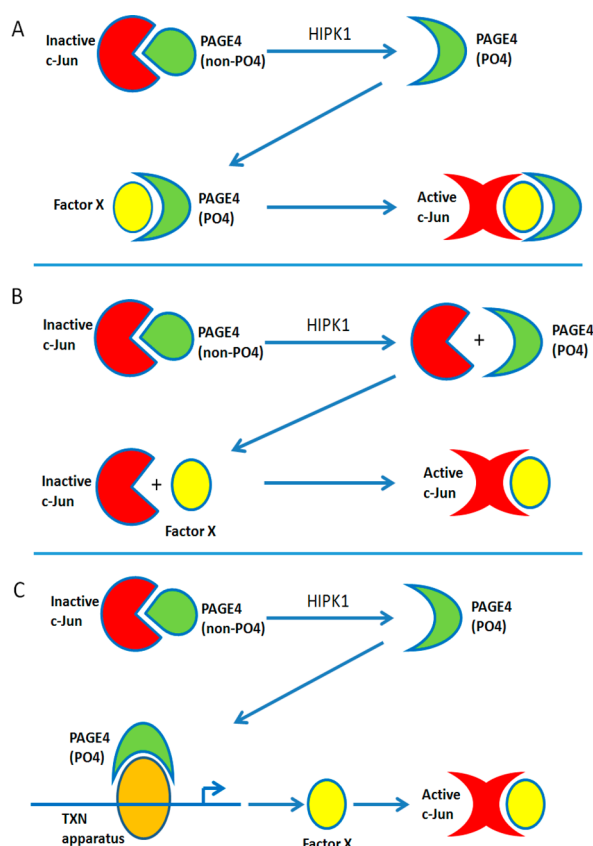 A
Inactive
c-Jun
PAGE4
(non-PO4)
HIPK1
PAGE4
(PO4)
Factor X
PAGE4
(PO4)
Active
c-Jun
B
Inactive
c-Jun
PAGE4
(non-PO4)
HIPK1
+
PAGE4
(PO4)
Inactive
c-Jun
+
Factor X
Active
c-Jun
C
Inactive
c-Jun
PAGE4
(non-PO4)
HIPK1
PAGE4
(PO4)
PAGE4
(PO4)
TXN
apparatus
Factor X
Active
c-Jun